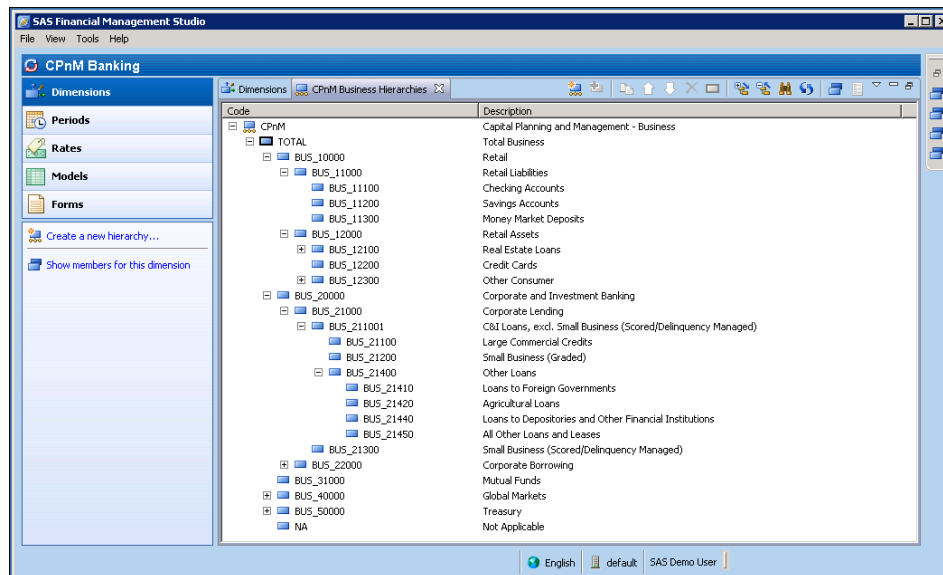 SAS Financial Management Studio
File View Tools Help
CPnM Banking
Dimensions
Periods
Rates
Models
Forms
Create a new hierarchy...
Show members for this dimension
Dimensions CPnM Business Hierarchies
Code Description
CPnM Capital Planning and Management - Business
TOTAL Total Business
BUS_10000 Retail
BUS_11000 Retail Liabilities
BUS_11100 Checking Accounts
BUS_11200 Savings Accounts
BUS_11300 Money Market Deposits
BUS_12000 Retail Assets
BUS_12100 Real Estate Loans
BUS_12200 Credit Cards
BUS_12300 Other Consumer
BUS_20000 Corporate and Investment Banking
BUS_21000 Corporate Lending
BUS_211001 C&I Loans, excl. Small Business (Scored/Delinquency Managed)
BUS_21100 Large Commercial Credits
BUS_21200 Small Business (Graded)
BUS_21400 Other Loans
BUS_21410 Loans to Foreign Governments
BUS_21420 Agricultural Loans
BUS_21440 Loans to Depositories and Other Financial Institutions
BUS_21450 All Other Loans and Leases
BUS_21300 Small Business (Scored/Delinquency Managed)
BUS_22000 Corporate Borrowing
BUS_31000 Mutual Funds
BUS_40000 Global Markets
BUS_50000 Treasury
NA Not Applicable
English default SAS Demo User